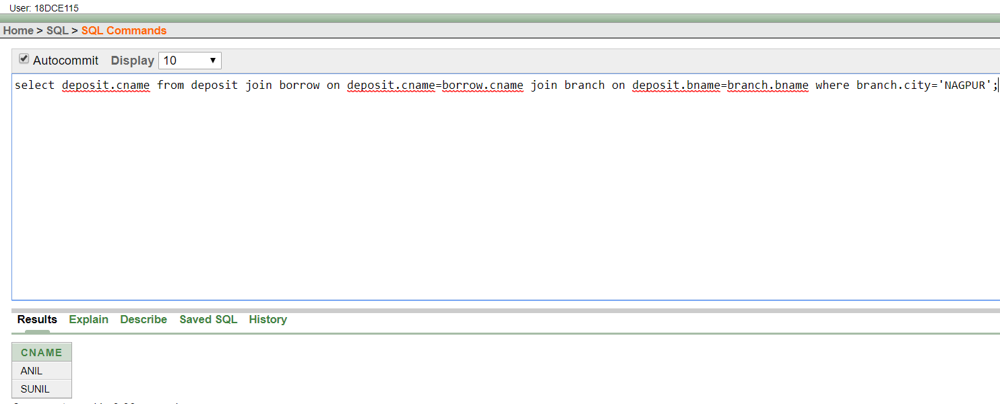 User: 18DCE115
Home > SQL > SQL Commands
Autocommit Display 10
select deposit.cname from deposit join borrow on deposit.cname=borrow.cname join branch on deposit.bname=branch.bname where branch.city='NAGPUR';
Results Explain Describe Saved SQL History
CNAME
ANIL
SUNIL